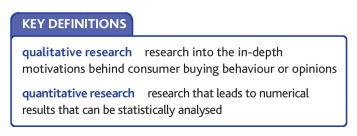 KEY DEFINITIONS
qualitative research research into the in-depth
motivations behind consumer buying behaviour or opinions
quantitative research research that leads to numerical
results that can be statistically analysed